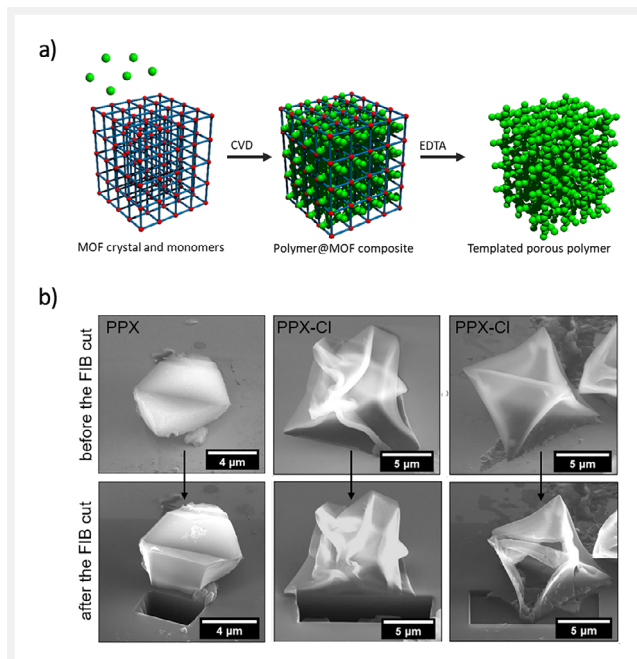 a)
CVD
EDTA
MOF crystal and monomers
Polymer@MOF composite
Templated porous polymer
b)
before the FIB cut
PPX
PPX-Cl
PPX-Cl
4 µm
5 µm
5 µm
after the FIB cut
4 µm
5 µm
5 µm